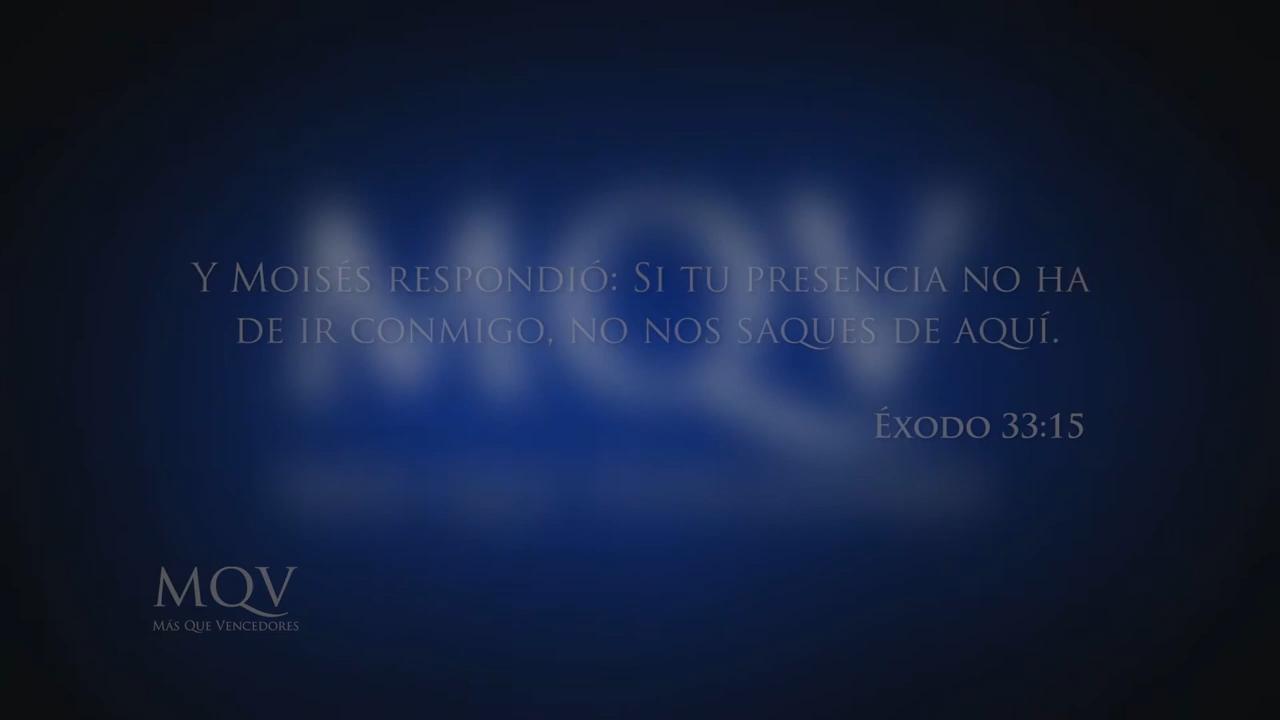 MQV
Y Moisés respondió: Si tu presencia no ha
de ir conmigo, no nos saques de aquí.
Éxodo 33:15
MQV
Más Que Vencedores